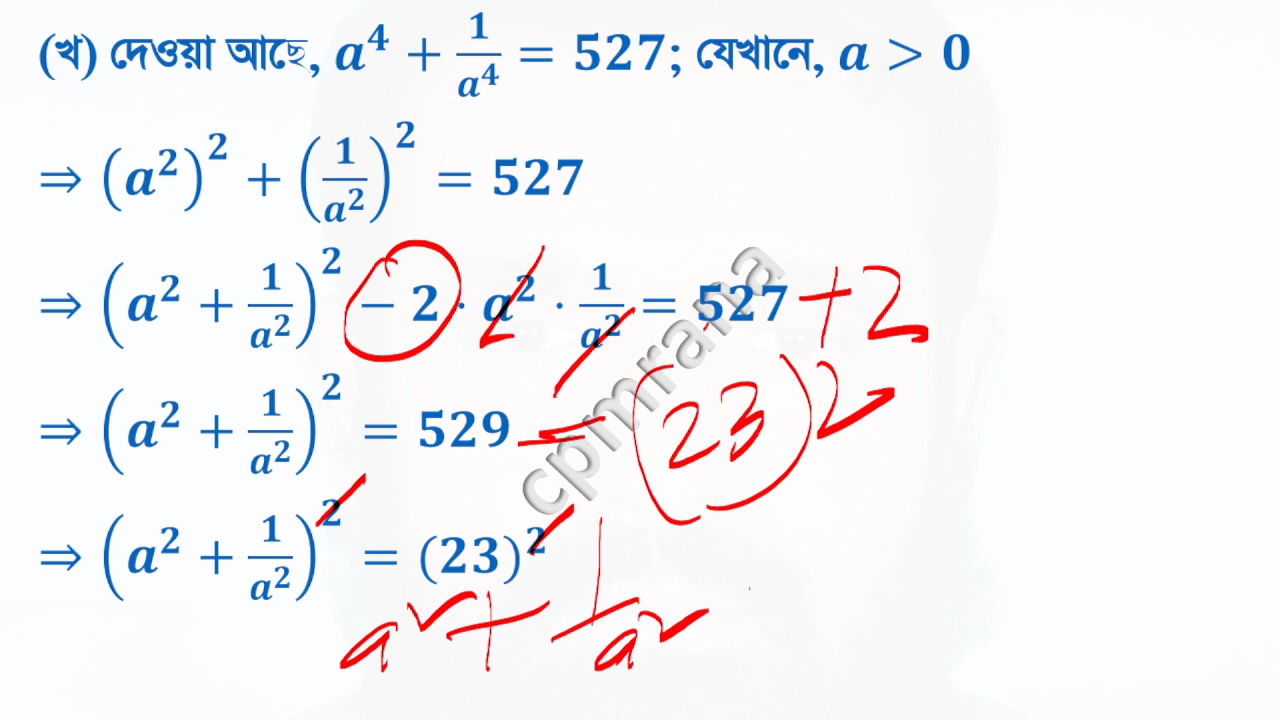 (খ) দেওয়া আছে, a⁴ + 1/a⁴ = 527; যেখানে, a > 0
⇒ (a²)² + (1/a²)² = 527
⇒ (a² + 1/a²)² − 2 · a² · 1/a² = 527 + 2
⇒ (a² + 1/a²)² = 529 = (23)²
⇒ (a² + 1/a²)² = (23)²
a² + 1/a²
cpmrana